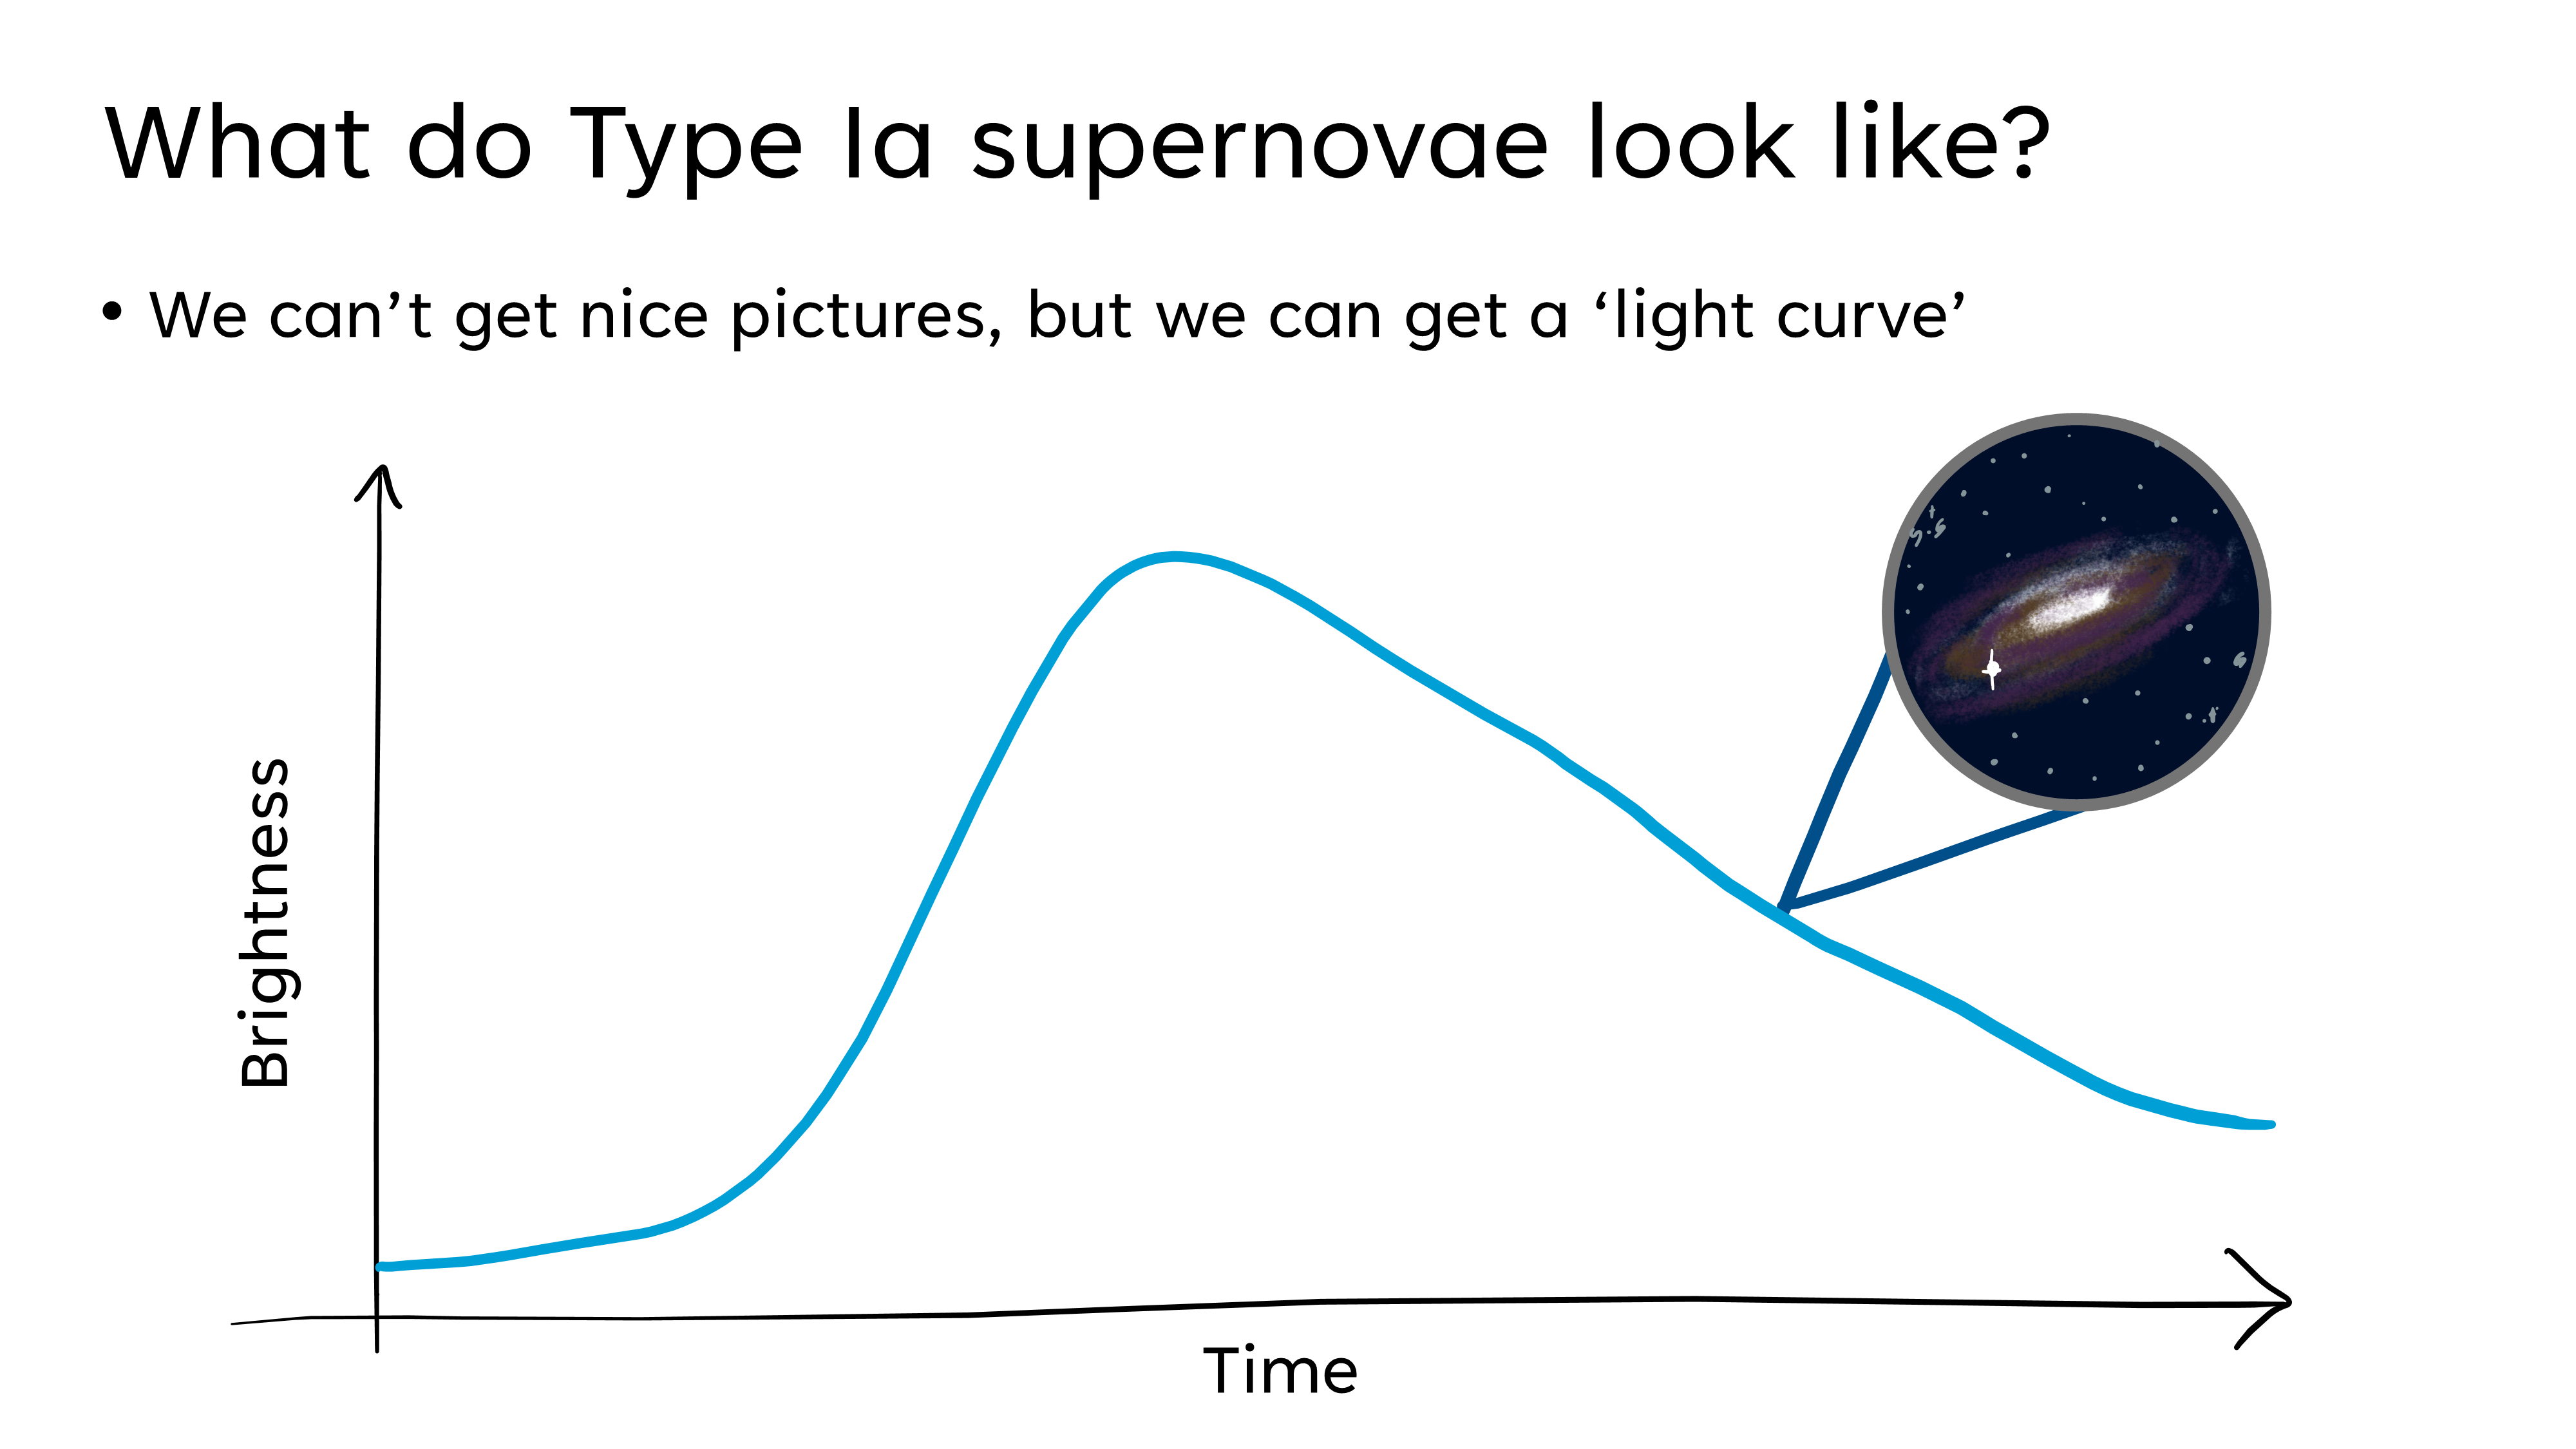 What do Type Ia supernovae look like?
• We can’t get nice pictures, but we can get a ‘light curve’
Brightness
Time